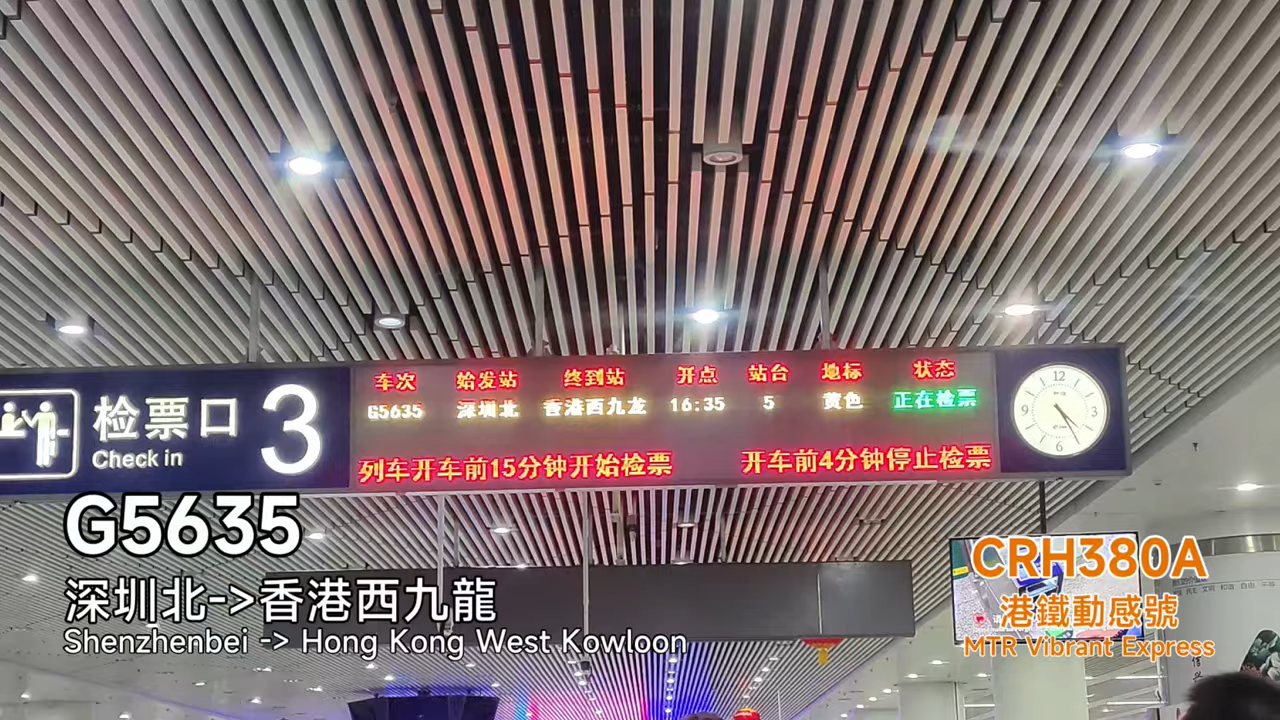 车次 始发站 终到站 开点 站台 地标 状态
G5635 深圳北 香港西九龙 16:35 5 黄色 正在检票
列车开车前15分钟开始检票 开车前4分钟停止检票
检票口 3
Check in
12
3
6
9
G5635
深圳北->香港西九龍
Shenzhenbei -> Hong Kong West Kowloon
CRH380A
港鐵動感號
MTR Vibrant Express